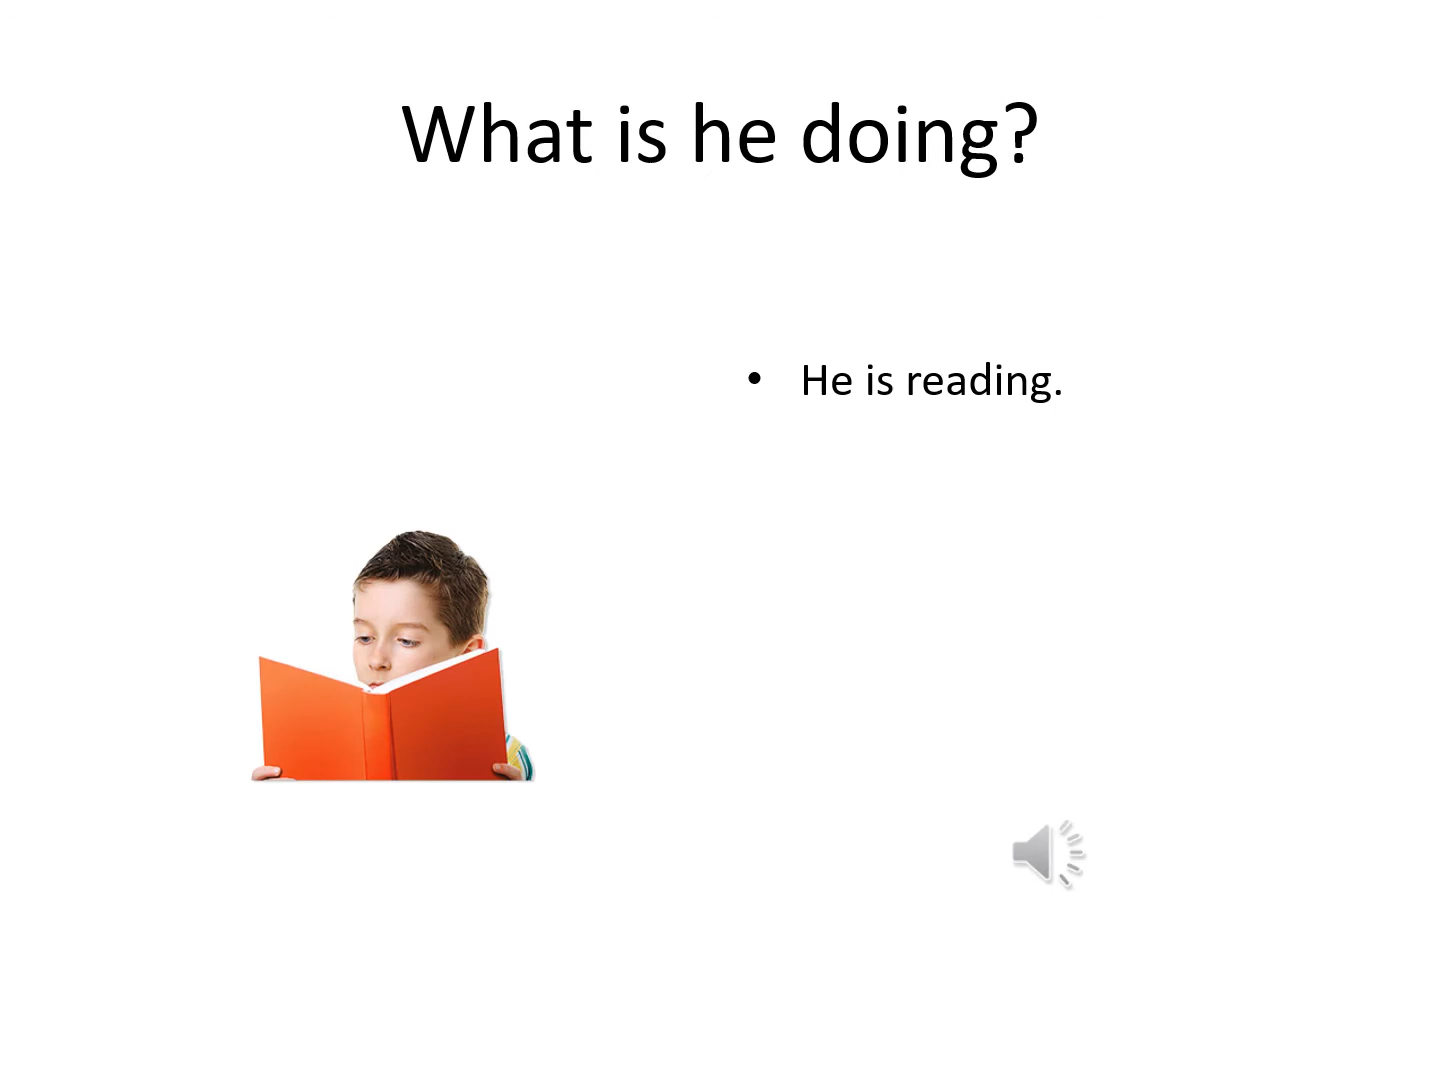 What is he doing?
• He is reading.